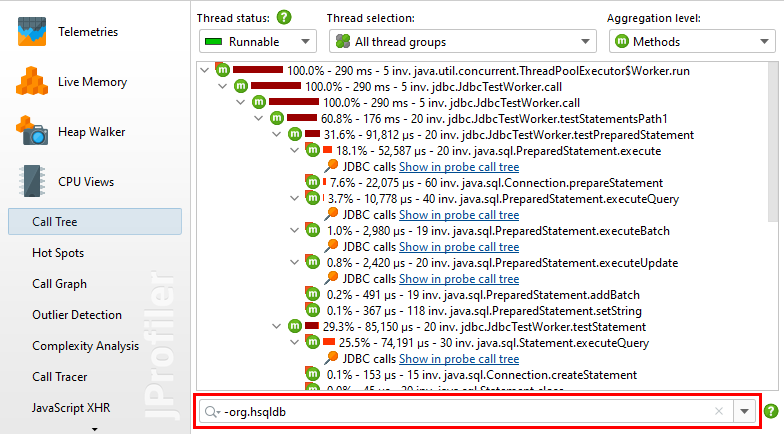 Telemetries
Live Memory
Heap Walker
CPU Views
Call Tree
Hot Spots
Call Graph
Outlier Detection
Complexity Analysis
Call Tracer
JavaScript XHR
JProfiler
Thread status:
Thread selection:
Aggregation level:
Runnable
All thread groups
Methods
100.0% - 290 ms - 5 inv. java.util.concurrent.ThreadPoolExecutor$Worker.run
100.0% - 290 ms - 5 inv. jdbc.JdbcTestWorker.call
100.0% - 290 ms - 5 inv. jdbc.JdbcTestWorker.call
60.8% - 176 ms - 20 inv. jdbc.JdbcTestWorker.testStatementsPath1
31.6% - 91,812 µs - 20 inv. jdbc.JdbcTestWorker.testPreparedStatement
18.1% - 52,587 µs - 20 inv. java.sql.PreparedStatement.execute
JDBC calls Show in probe call tree
7.6% - 22,075 µs - 60 inv. java.sql.Connection.prepareStatement
3.7% - 10,778 µs - 40 inv. java.sql.PreparedStatement.executeQuery
JDBC calls Show in probe call tree
1.0% - 2,980 µs - 19 inv. java.sql.PreparedStatement.executeBatch
JDBC calls Show in probe call tree
0.8% - 2,420 µs - 20 inv. java.sql.PreparedStatement.executeUpdate
JDBC calls Show in probe call tree
0.2% - 491 µs - 19 inv. java.sql.PreparedStatement.addBatch
0.1% - 367 µs - 118 inv. java.sql.PreparedStatement.setString
29.3% - 85,150 µs - 20 inv. jdbc.JdbcTestWorker.testStatement
25.5% - 74,191 µs - 30 inv. java.sql.Statement.executeQuery
JDBC calls Show in probe call tree
0.1% - 153 µs - 15 inv. java.sql.Connection.createStatement
0.0% - 45 µs - 20 inv. java.sql.Statement.close
-org.hsqldb